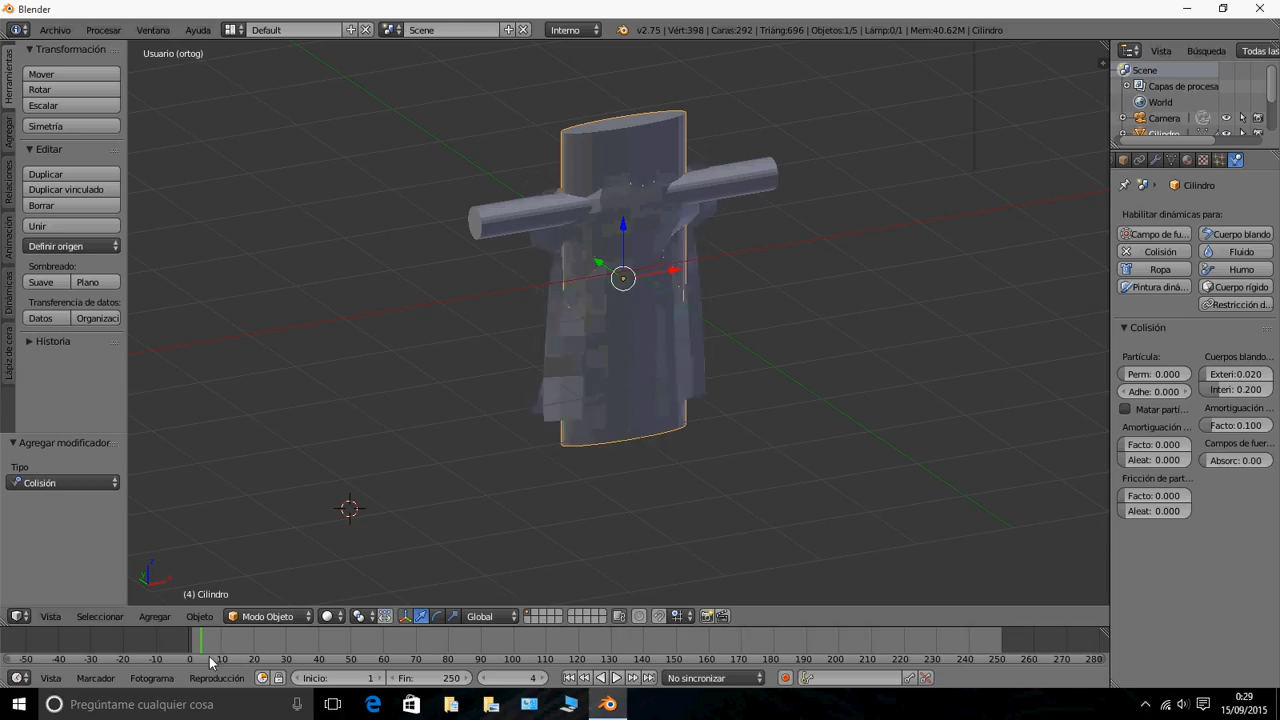 Blender
Archivo Procesar Ventana Ayuda Default Scene Interno v2.75 | Vért:398 | Caras:292 | Triáng:696 | Objetos:1/5 | Lámp:0/1 | Mem:40.62M | Cilindro
Herramientas
Agregar
Relaciones
Animación
Dinámicas
Lápiz de cera
Transformación
Mover
Rotar
Escalar
Simetría
Editar
Duplicar
Duplicar vinculado
Borrar
Unir
Definir origen
Sombreado:
Suave Plano
Transferencia de datos:
Datos Organizaci
Historia
Agregar modificador
Tipo
Colisión
Usuario (ortog)
(4) Cilindro
Vista Búsqueda Todas las
Scene
Capas de procesa
World
Camera
Cilindro
Cilindro
Habilitar dinámicas para:
Campo de fu... Cuerpo blando
Colisión Fluido
Ropa Humo
Pintura diná... Cuerpo rígido
Restricción d...
Colisión
Partícula: Cuerpos blando...
Perm: 0.000 Exteri:0.020
Adhe: 0.000 Interi: 0.200
Matar partí... Amortiguación ...
Amortiguación ... Facto: 0.100
Facto: 0.000 Campos de fuer...
Aleat: 0.000 Absorc: 0.00
Fricción de part...
Facto: 0.000
Aleat: 0.000
Vista Seleccionar Agregar Objeto Modo Objeto Global
-50 -40 -30 -20 -10 0 10 20 30 40 50 60 70 80 90 100 110 120 130 140 150 160 170 180 190 200 210 220 230 240 250 260 270 280
Vista Marcador Fotograma Reproducción Inicio: 1 Fin: 250 4 No sincronizar
Pregúntame cualquier cosa
0:29
15/09/2015